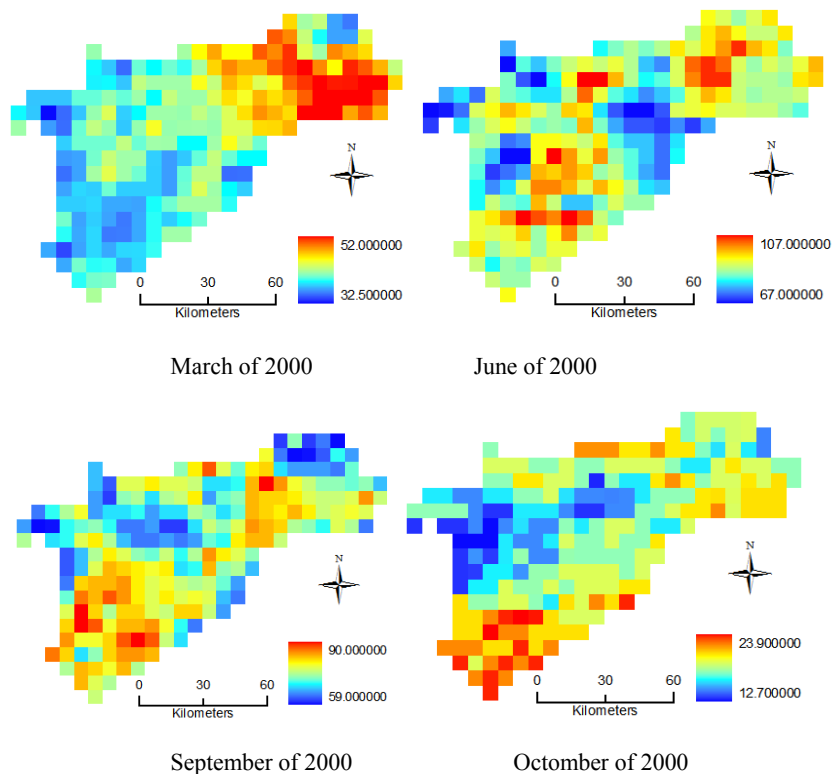 N
52.000000
32.500000
0 30 60
Kilometers
March of 2000
N
107.000000
67.000000
0 30 60
Kilometers
June of 2000
N
90.000000
59.000000
0 30 60
Kilometers
September of 2000
N
23.900000
12.700000
0 30 60
Kilometers
Octomber of 2000